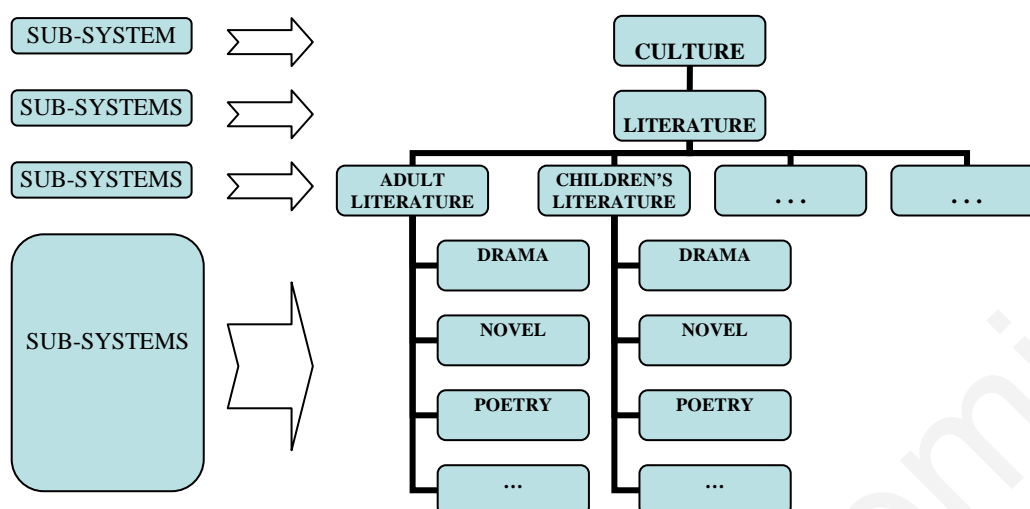 SUB-SYSTEM
CULTURE
SUB-SYSTEMS
LITERATURE
SUB-SYSTEMS
ADULT
LITERATURE
CHILDREN'S
LITERATURE
. . .
. . .
SUB-SYSTEMS
DRAMA
NOVEL
POETRY
...
DRAMA
NOVEL
POETRY
...